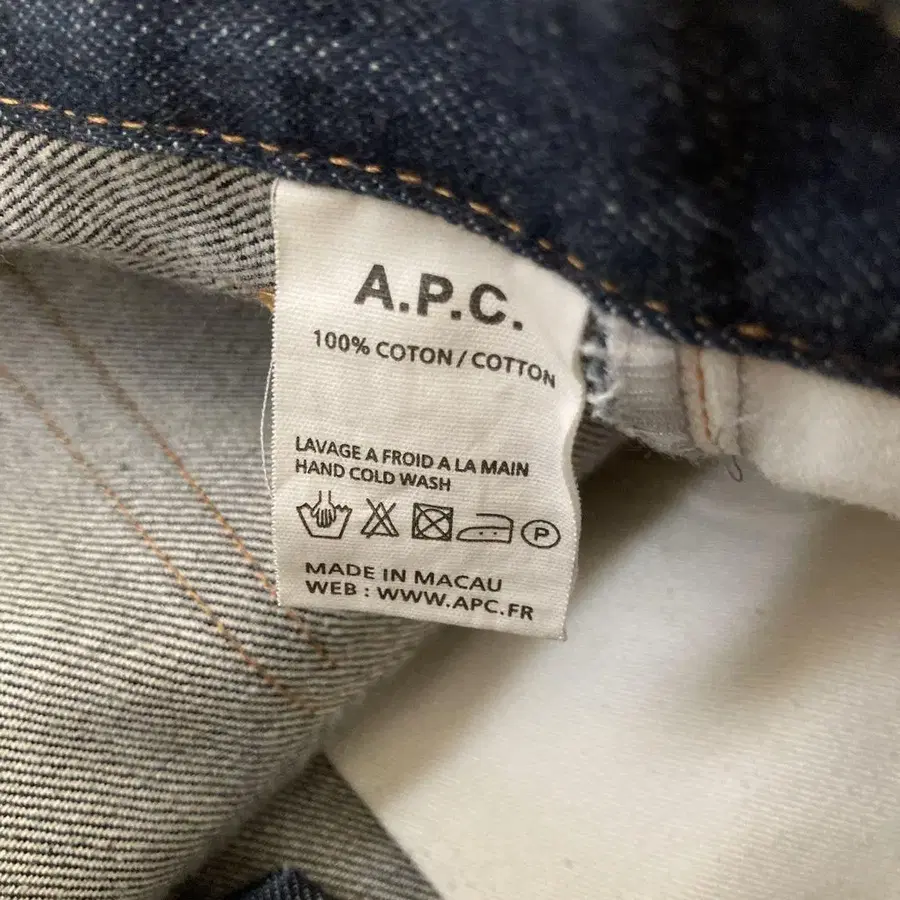 A.P.C.
100% COTON / COTTON
LAVAGE A FROID A LA MAIN
HAND COLD WASH
P
MADE IN MACAU
WEB : WWW.APC.FR